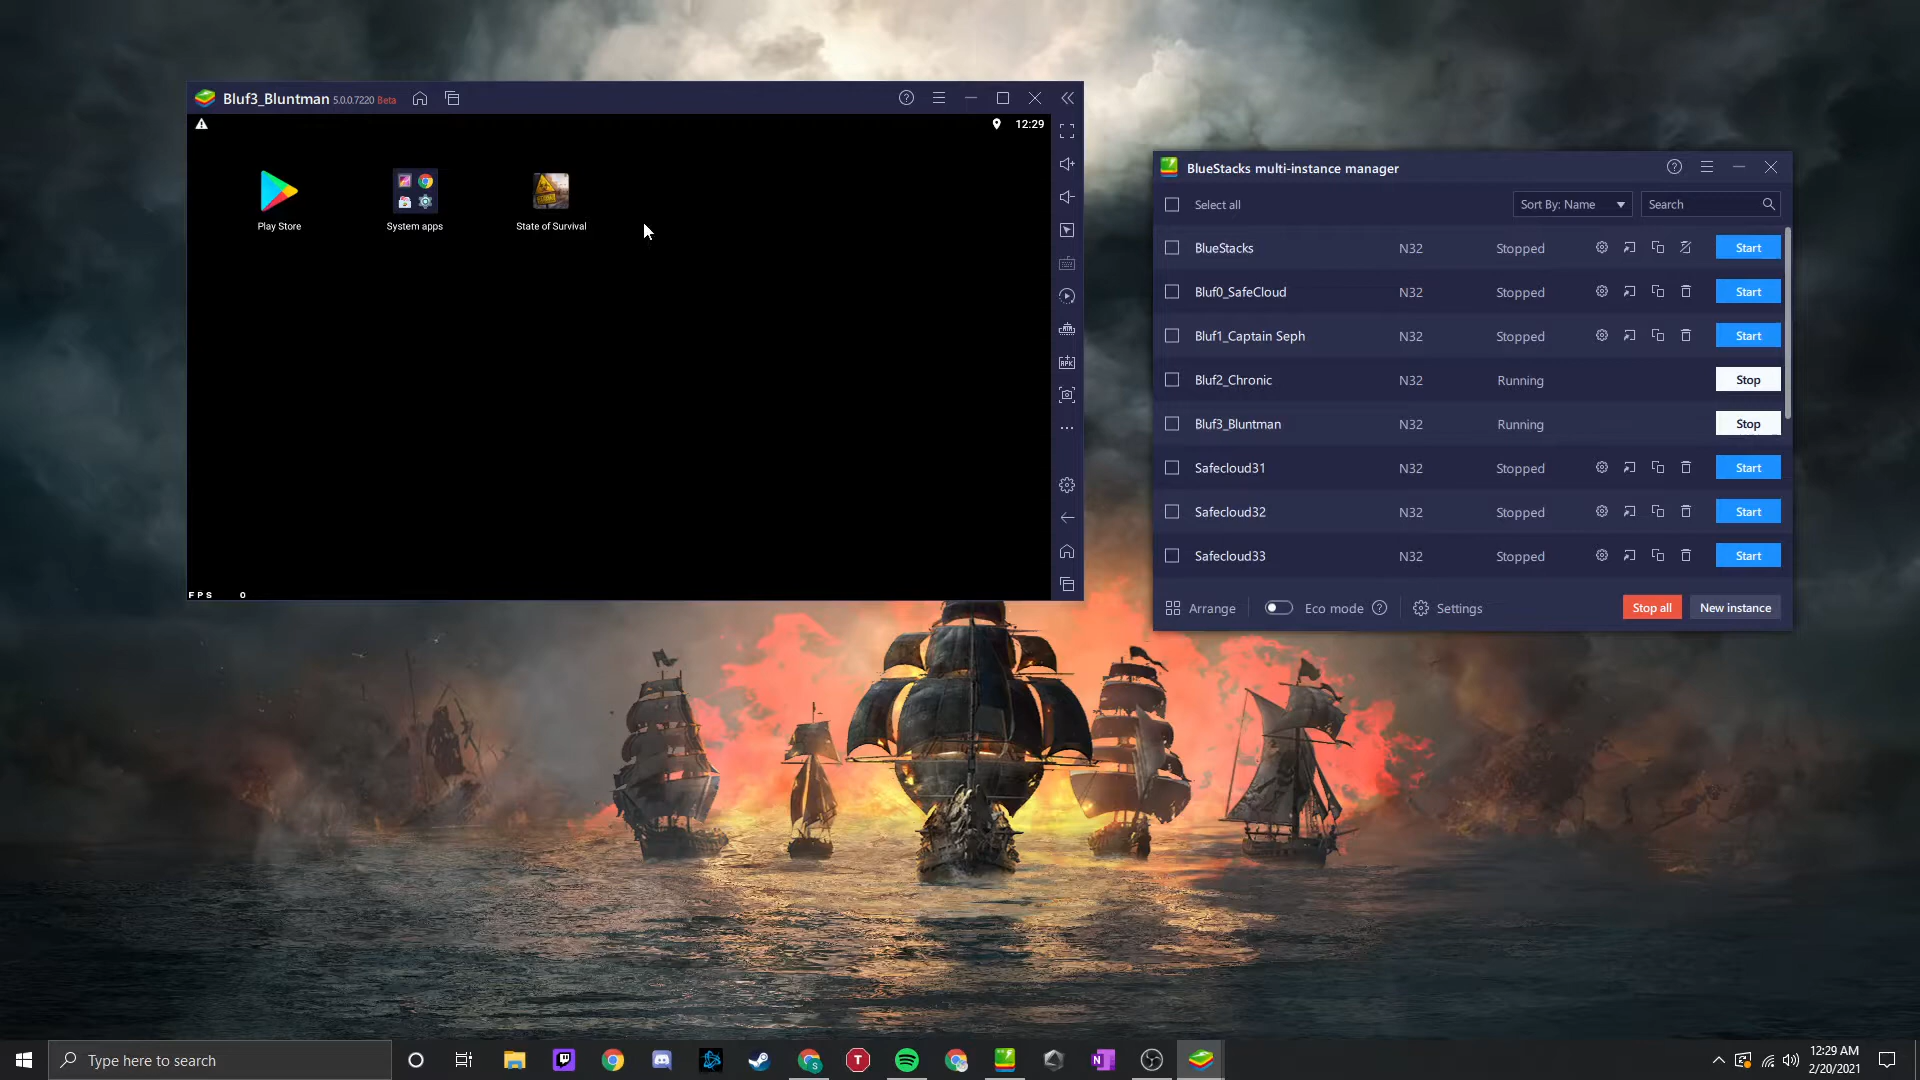 Bluf3_Bluntman 5.0.0.7220 Beta
12:29
Play Store
System apps
State of Survival
FPS 0
BlueStacks multi-instance manager
Select all
Sort By: Name
Search
BlueStacks N32 Stopped Start
Bluf0_SafeCloud N32 Stopped Start
Bluf1_Captain Seph N32 Stopped Start
Bluf2_Chronic N32 Running Stop
Bluf3_Bluntman N32 Running Stop
Safecloud31 N32 Stopped Start
Safecloud32 N32 Stopped Start
Safecloud33 N32 Stopped Start
Arrange Eco mode Settings Stop all New instance
Type here to search
12:29 AM
2/20/2021